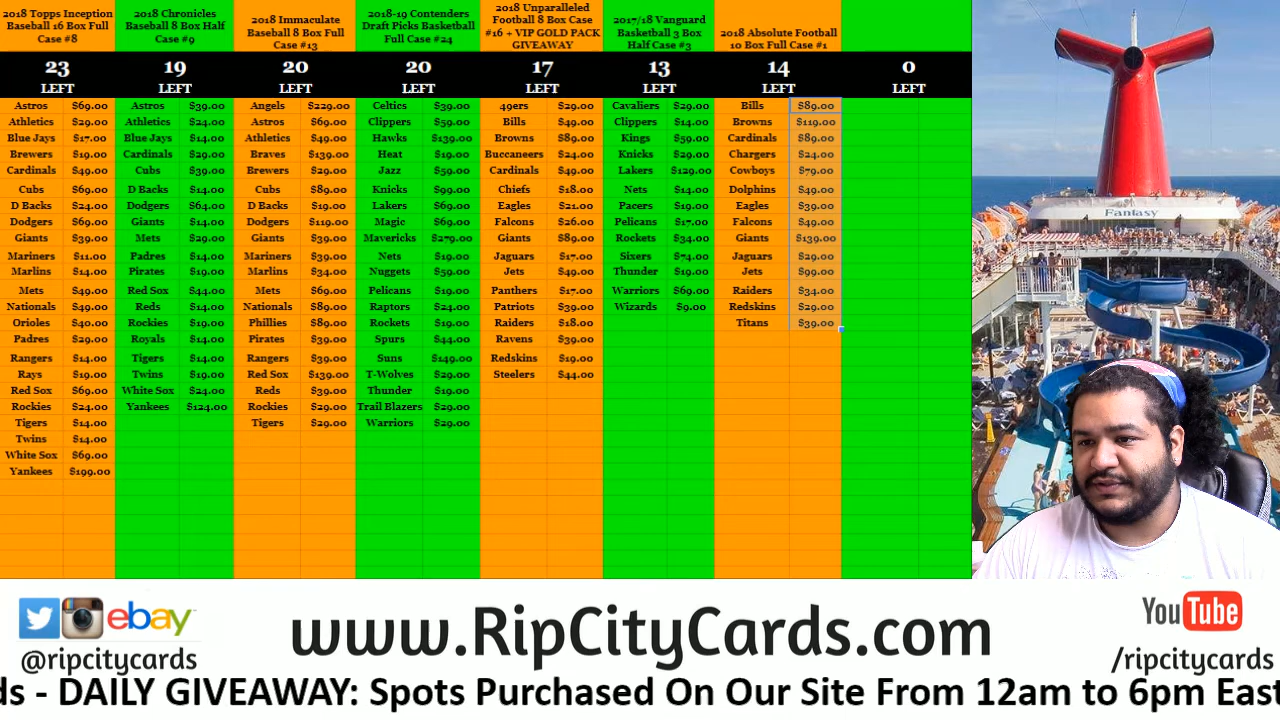 2018 Topps Inception
Baseball 16 Box Full
Case #8
23
LEFT
Astros $69.00
Athletics $29.00
Blue Jays $17.00
Brewers $19.00
Cardinals $49.00
Cubs $69.00
D Backs $24.00
Dodgers $69.00
Giants $39.00
Mariners $11.00
Marlins $14.00
Mets $49.00
Nationals $49.00
Orioles $40.00
Padres $29.00
Rangers $14.00
Rays $19.00
Red Sox $69.00
Rockies $24.00
Tigers $14.00
Twins $14.00
White Sox $69.00
Yankees $199.00
2018 Chronicles
Baseball 8 Box Half
Case #9
19
LEFT
Astros $39.00
Athletics $24.00
Blue Jays $14.00
Cardinals $29.00
Cubs $39.00
D Backs $14.00
Dodgers $64.00
Giants $14.00
Mets $29.00
Padres $14.00
Pirates $19.00
Red Sox $44.00
Reds $14.00
Rockies $19.00
Royals $14.00
Tigers $14.00
Twins $19.00
White Sox $24.00
Yankees $124.00
2018 Immaculate
Baseball 8 Box Full
Case #13
20
LEFT
Angels $229.00
Astros $69.00
Athletics $49.00
Braves $139.00
Brewers $29.00
Cubs $89.00
D Backs $19.00
Dodgers $119.00
Giants $39.00
Mariners $39.00
Marlins $34.00
Mets $69.00
Nationals $89.00
Phillies $89.00
Pirates $39.00
Rangers $39.00
Red Sox $139.00
Reds $39.00
Rockies $29.00
Tigers $29.00
2018-19 Contenders
Draft Picks Basketball
Full Case #24
20
LEFT
Celtics $39.00
Clippers $59.00
Hawks $139.00
Heat $19.00
Jazz $59.00
Knicks $99.00
Lakers $69.00
Magic $69.00
Mavericks $279.00
Nets $19.00
Nuggets $59.00
Pelicans $19.00
Raptors $24.00
Rockets $19.00
Spurs $44.00
Suns $149.00
T-Wolves $29.00
Thunder $19.00
Trail Blazers $29.00
Warriors $29.00
2018 Unparalleled
Football 8 Box Case
#16 + VIP GOLD PACK
GIVEAWAY
17
LEFT
49ers $29.00
Bills $49.00
Browns $89.00
Buccaneers $24.00
Cardinals $49.00
Chiefs $18.00
Eagles $21.00
Falcons $26.00
Giants $89.00
Jaguars $17.00
Jets $49.00
Panthers $17.00
Patriots $39.00
Raiders $18.00
Ravens $39.00
Redskins $19.00
Steelers $44.00
2017/18 Vanguard
Basketball 3 Box
Half Case #3
13
LEFT
Cavaliers $29.00
Clippers $14.00
Kings $59.00
Knicks $29.00
Lakers $129.00
Nets $14.00
Pacers $19.00
Pelicans $17.00
Rockets $34.00
Sixers $74.00
Thunder $19.00
Warriors $69.00
Wizards $9.00
2018 Absolute Football
10 Box Full Case #1
14
LEFT
Bills $89.00
Browns $119.00
Cardinals $89.00
Chargers $24.00
Cowboys $79.00
Dolphins $49.00
Eagles $39.00
Falcons $49.00
Giants $139.00
Jaguars $29.00
Jets $99.00
Raiders $34.00
Redskins $29.00
Titans $39.00
0
LEFT
Fantasy
ebay
@ripcitycards
www.RipCityCards.com
YouTube
/ripcitycards
ds - DAILY GIVEAWAY: Spots Purchased On Our Site From 12am to 6pm East